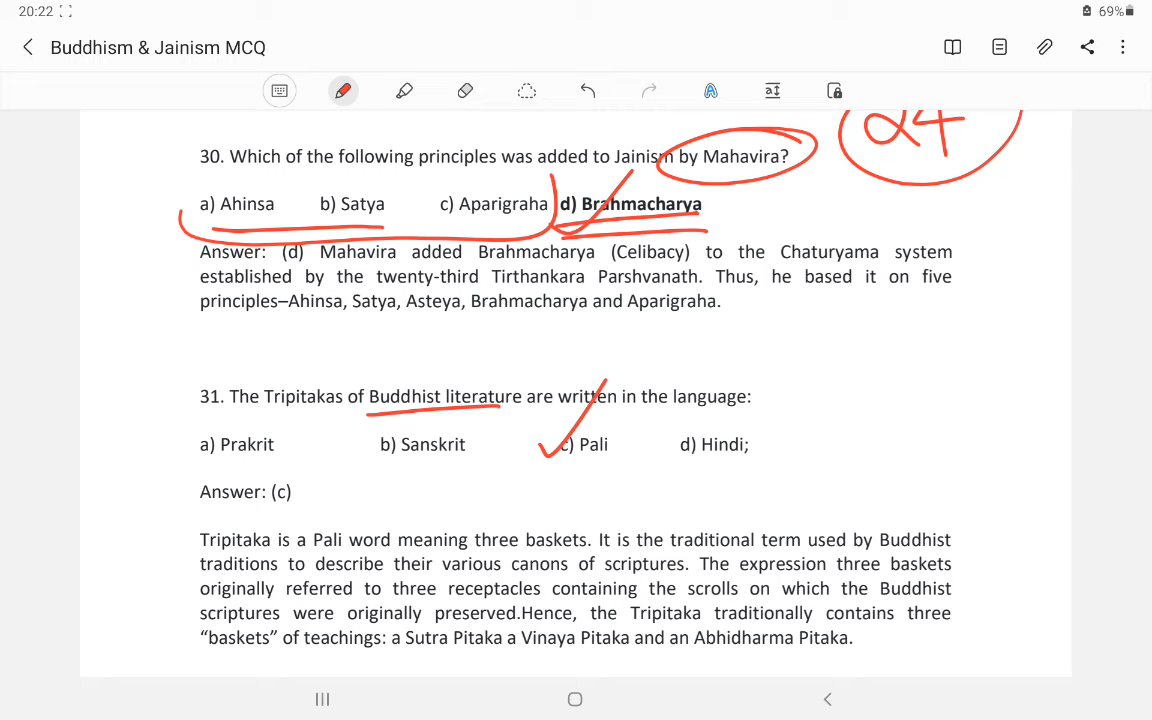 20:22 69%
Buddhism & Jainism MCQ
24
30. Which of the following principles was added to Jainism by Mahavira?
a) Ahinsa b) Satya c) Aparigraha d) Brahmacharya
Answer: (d) Mahavira added Brahmacharya (Celibacy) to the Chaturyama system
established by the twenty-third Tirthankara Parshvanath. Thus, he based it on five
principles–Ahinsa, Satya, Asteya, Brahmacharya and Aparigraha.
31. The Tripitakas of Buddhist literature are written in the language:
a) Prakrit b) Sanskrit c) Pali d) Hindi;
Answer: (c)
Tripitaka is a Pali word meaning three baskets. It is the traditional term used by Buddhist
traditions to describe their various canons of scriptures. The expression three baskets
originally referred to three receptacles containing the scrolls on which the Buddhist
scriptures were originally preserved.Hence, the Tripitaka traditionally contains three
“baskets” of teachings: a Sutra Pitaka a Vinaya Pitaka and an Abhidharma Pitaka.